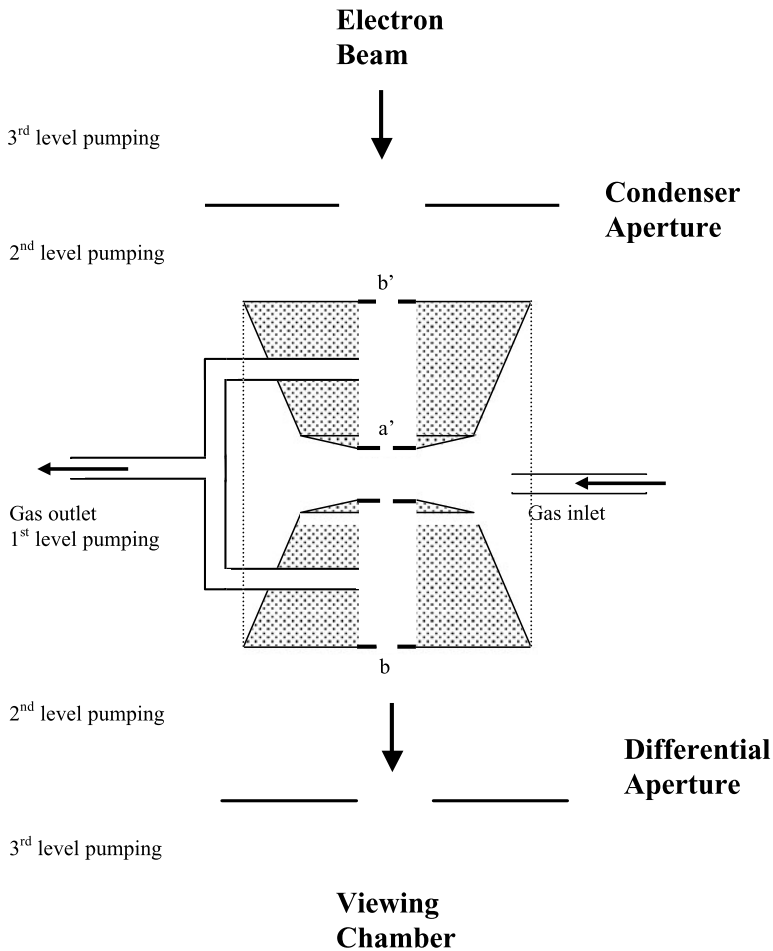 Electron
Beam
3rd level pumping
Condenser
Aperture
2nd level pumping
b’
a’
Gas outlet
1st level pumping
Gas inlet
b
2nd level pumping
Differential
Aperture
3rd level pumping
Viewing
Chamber